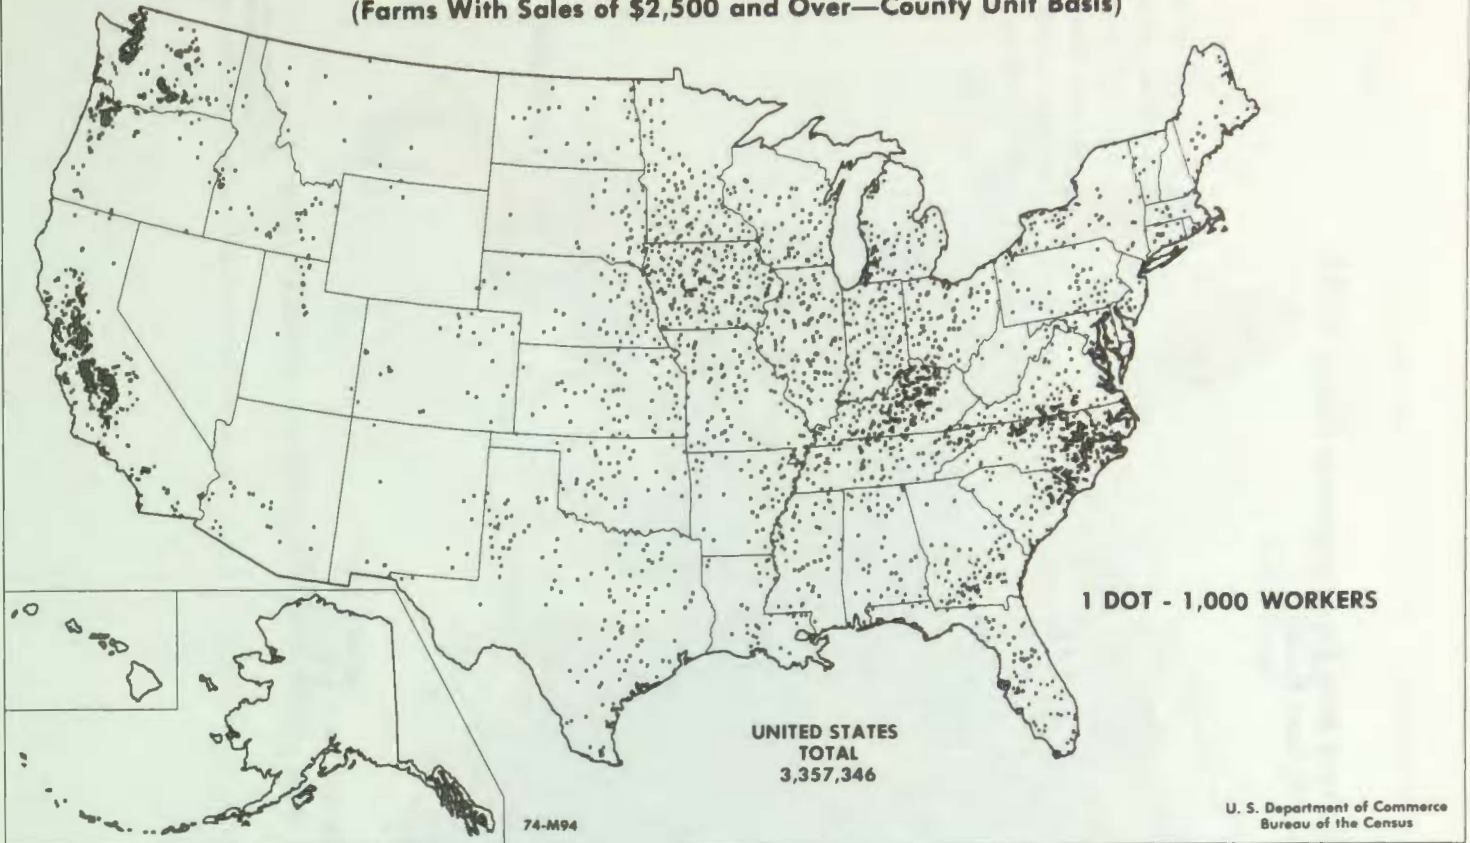 (Farms With Sales of $2,500 and Over—County Unit Basis)
1 DOT - 1,000 WORKERS
UNITED STATES
TOTAL
3,357,346
74-M94
U. S. Department of Commerce
Bureau of the Census